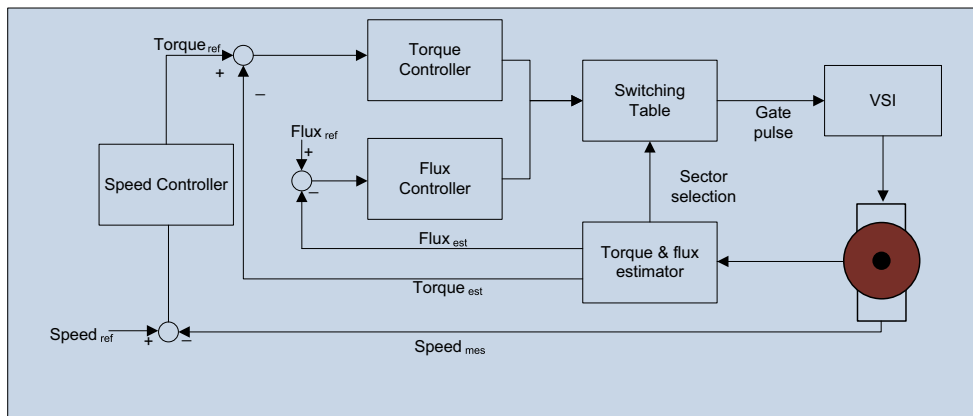 Torque ref
+
−
Torque
Controller
Switching
Table
Gate
pulse
VSI
Flux ref
+
−
Flux
Controller
Speed Controller
Sector
selection
Flux est
Torque & flux
estimator
Torque est
Speed ref
+
−
Speed mes